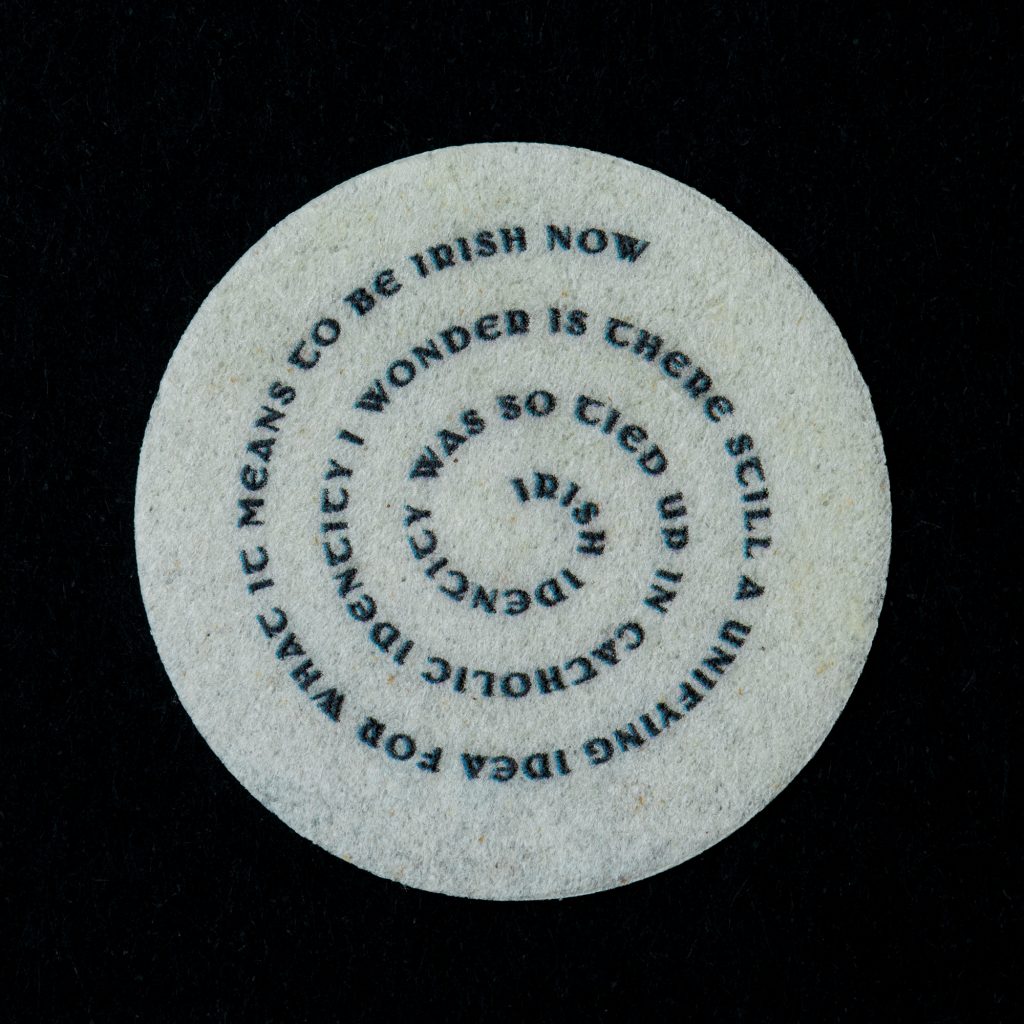 IRISH IDENTITY WAS SO TIED UP IN CATHOLIC IDENTITY I WONDER IS THERE STILL A UNIFYING IDEA FOR WHAT IT MEANS TO BE IRISH NOW